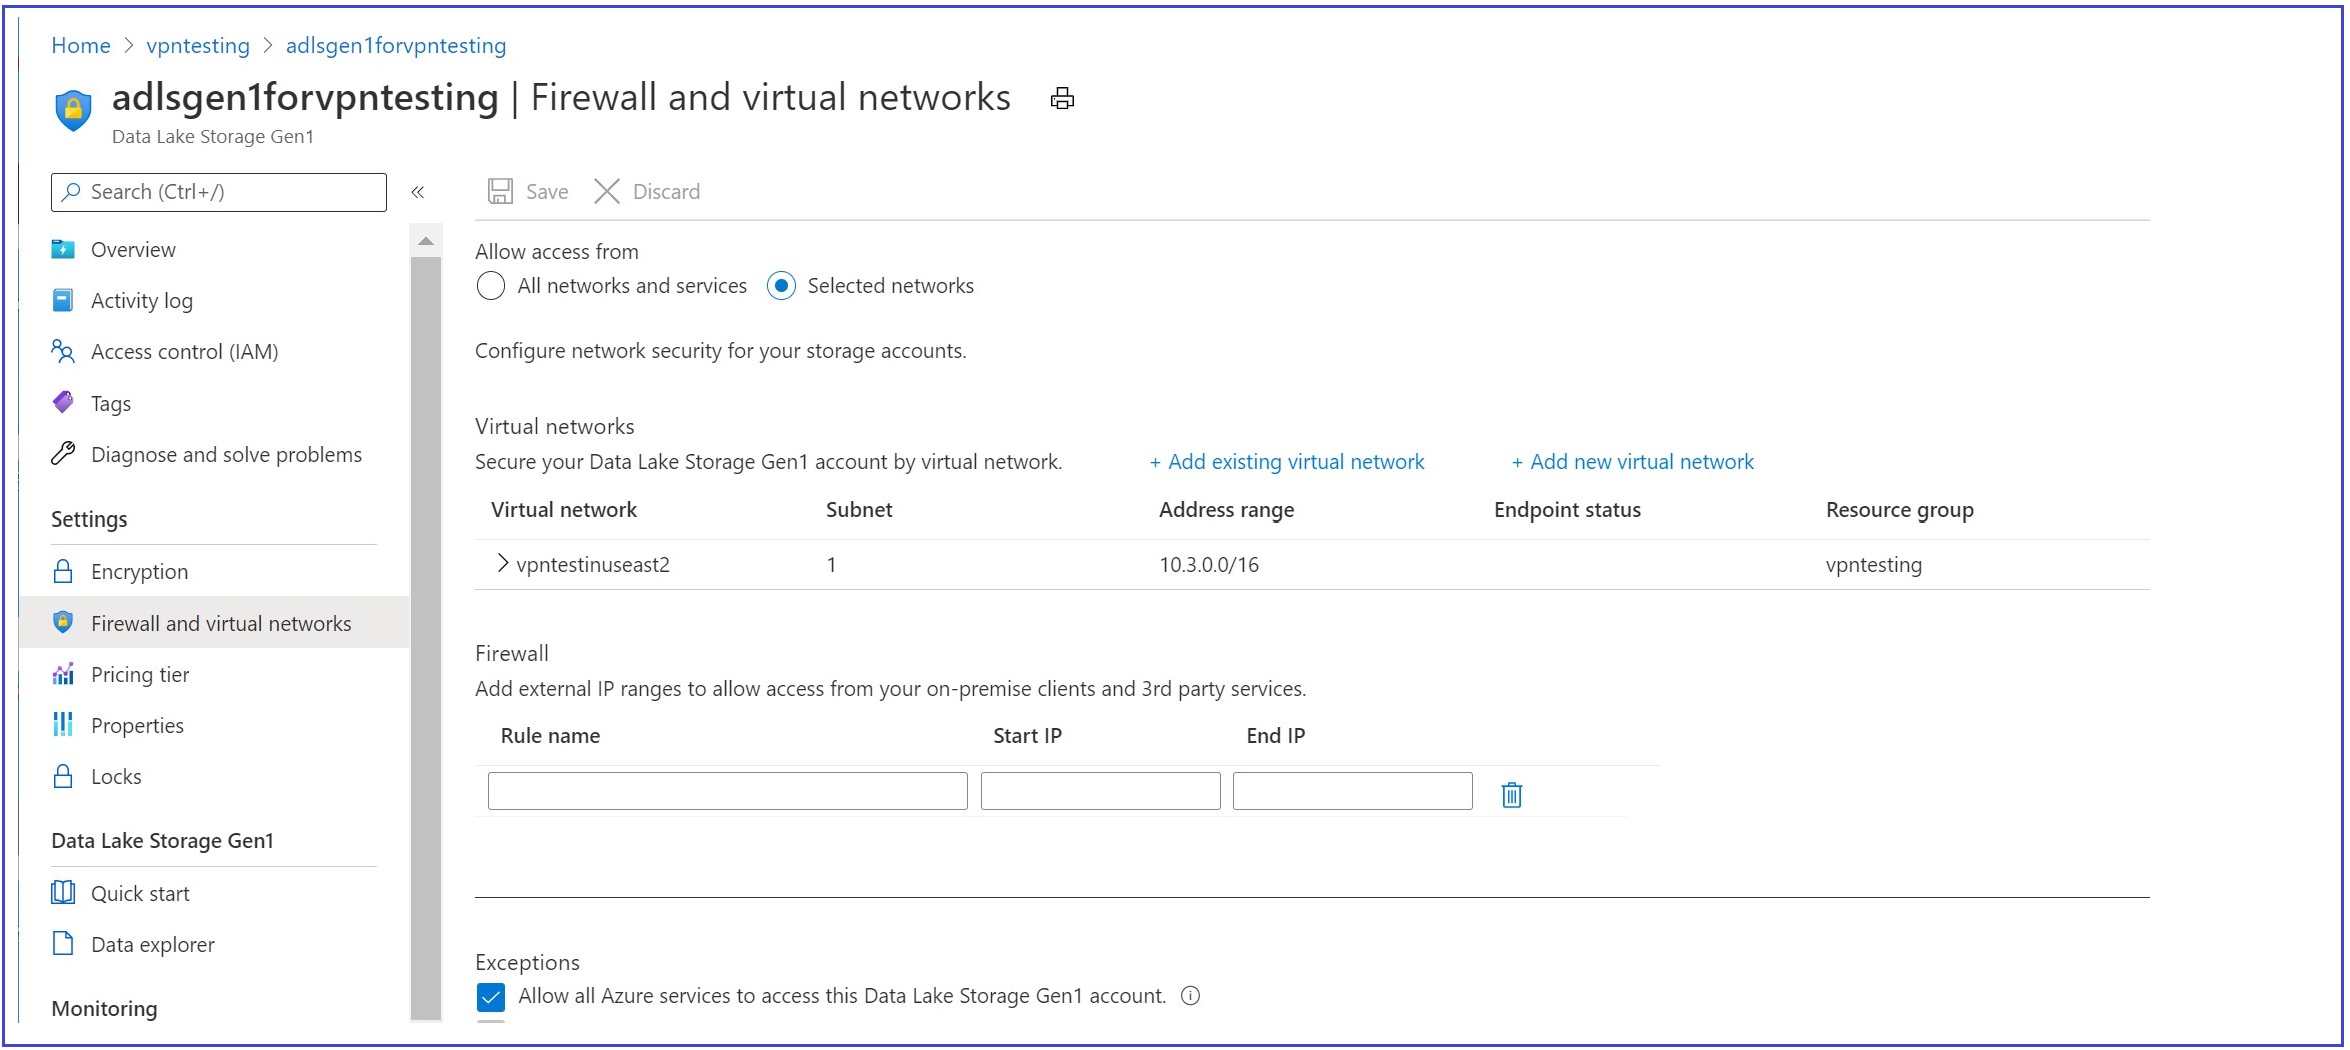 Home > vpntesting > adlsgen1forvpntesting
adlsgen1forvpntesting | Firewall and virtual networks
Data Lake Storage Gen1
Search (Ctrl+/)
«
Overview
Activity log
Access control (IAM)
Tags
Diagnose and solve problems
Settings
Encryption
Firewall and virtual networks
Pricing tier
Properties
Locks
Data Lake Storage Gen1
Quick start
Data explorer
Monitoring
Save Discard
Allow access from
All networks and services Selected networks
Configure network security for your storage accounts.
Virtual networks
Secure your Data Lake Storage Gen1 account by virtual network. + Add existing virtual network + Add new virtual network
Virtual network Subnet Address range Endpoint status Resource group
> vpntestinuseast2 1 10.3.0.0/16 vpntesting
Firewall
Add external IP ranges to allow access from your on-premise clients and 3rd party services.
Rule name Start IP End IP
Exceptions
Allow all Azure services to access this Data Lake Storage Gen1 account.